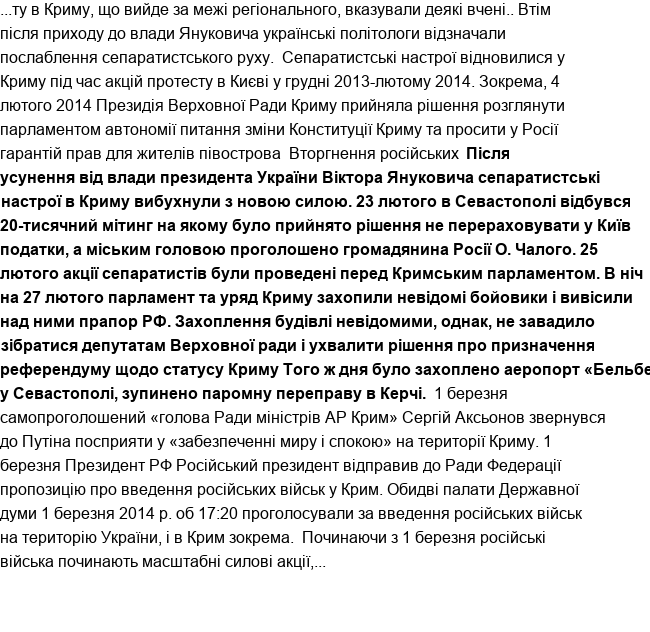 ...ту в Криму, що вийде за межі регіонального, вказували деякі вчені.. Втім
після приходу до влади Януковича українські політологи відзначали
послаблення сепаратистського руху.  Сепаратистські настрої відновилися у
Криму під час акцій протесту в Києві у грудні 2013-лютому 2014. Зокрема, 4
лютого 2014 Президія Верховної Ради Криму прийняла рішення розглянути
парламентом автономії питання зміни Конституції Криму та просити у Росії
гарантій прав для жителів півострова  Вторгнення російських  Після
усунення від влади президента України Віктора Януковича сепаратистські
настрої в Криму вибухнули з новою силою. 23 лютого в Севастополі відбувся
20-тисячний мітинг на якому було прийнято рішення не перераховувати у Київ
податки, а міським головою проголошено громадянина Росії О. Чалого. 25
лютого акції сепаратистів були проведені перед Кримським парламентом. В ніч
на 27 лютого парламент та уряд Криму захопили невідомі бойовики і вивісили
над ними прапор РФ. Захоплення будівлі невідомими, однак, не завадило
зібратися депутатам Верховної ради і ухвалити рішення про призначення
референдуму щодо статусу Криму Того ж дня було захоплено аеропорт «Бельбе
у Севастополі, зупинено паромну переправу в Керчі.  1 березня
самопроголошений «голова Ради міністрів АР Крим» Сергій Аксьонов звернувся
до Путіна посприяти у «забезпеченні миру і спокою» на території Криму. 1
березня Президент РФ Російський президент відправив до Ради Федерації
пропозицію про введення російських військ у Крим. Обидві палати Державної
думи 1 березня 2014 р. об 17:20 проголосували за введення російських військ
на територію України, і в Крим зокрема.  Починаючи з 1 березня російські
війська починають масштабні силові акції,...